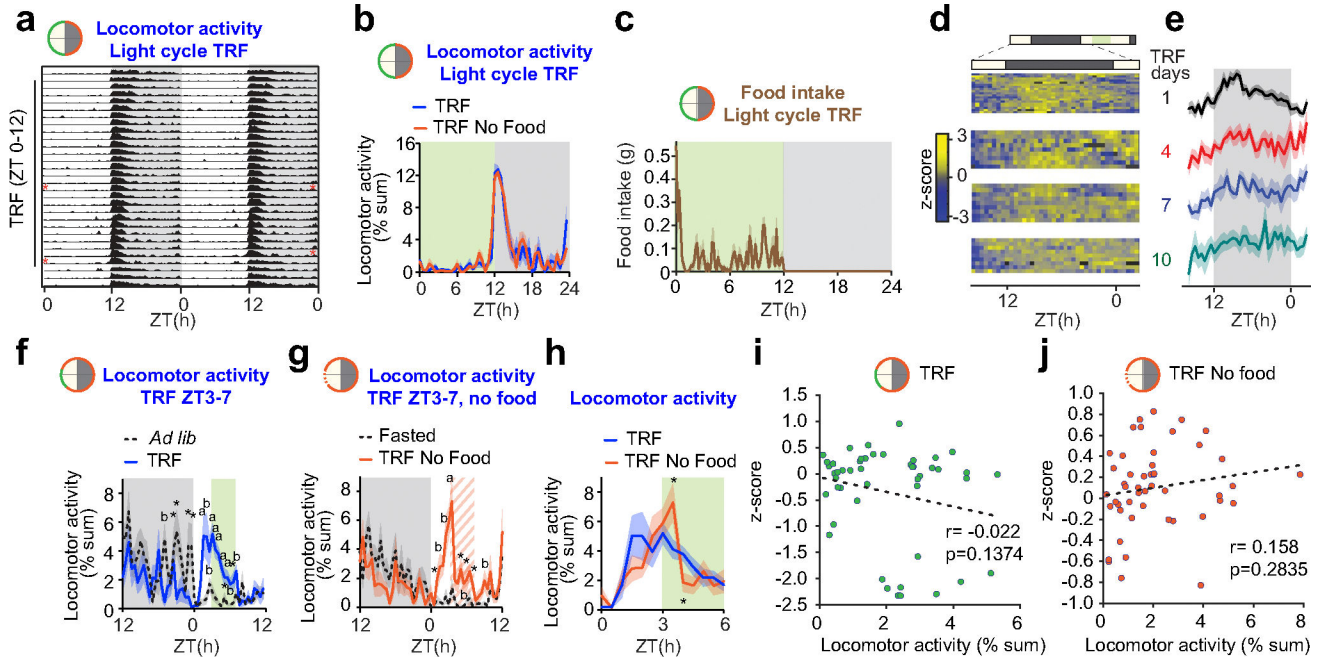 a
Locomotor activity
Light cycle TRF
TRF (ZT 0-12)
*
*
*
*
12
0
12
0
ZT(h)
b
Locomotor activity
Light cycle TRF
TRF
TRF No Food
Locomotor activity
(% sum)
16
12
8
4
0
0
6
12
18
24
ZT(h)
c
Food intake
Light cycle TRF
Food intake (g)
0.5
0.4
0.3
0.2
0.1
0
0
6
12
18
24
ZT(h)
d
z-score
3
0
-3
12
0
ZT(h)
e
TRF
days
1
4
7
10
12
0
ZT(h)
f
Locomotor activity
TRF ZT3-7
Ad lib
TRF
Locomotor activity
(% sum)
8
6
4
2
0
b
*
*
*
*
a
b
a
a
b
a
a
*
*
b
b
12
0
12
ZT(h)
g
Locomotor activity
TRF ZT3-7, no food
Fasted
TRF No Food
Locomotor activity
(% sum)
8
6
4
2
0
a
b
b
*
*
*
*
b
b
12
0
12
ZT(h)
h
Locomotor activity
TRF
TRF No Food
Locomotor activity
(% sum)
8
6
4
2
0
*
*
0
3
6
ZT(h)
i
TRF
z-score
1.5
1.0
0.5
0
-0.5
-1.0
-1.5
-2.0
-2.5
r= -0.022
p=0.1374
0
2
4
6
Locomotor activity (% sum)
j
TRF No food
z-score
1.0
0.8
0.6
0.4
0.2
0
-0.2
-0.4
-0.6
-0.8
-1.0
r= 0.158
p=0.2835
0
2
4
6
8
Locomotor activity (% sum)